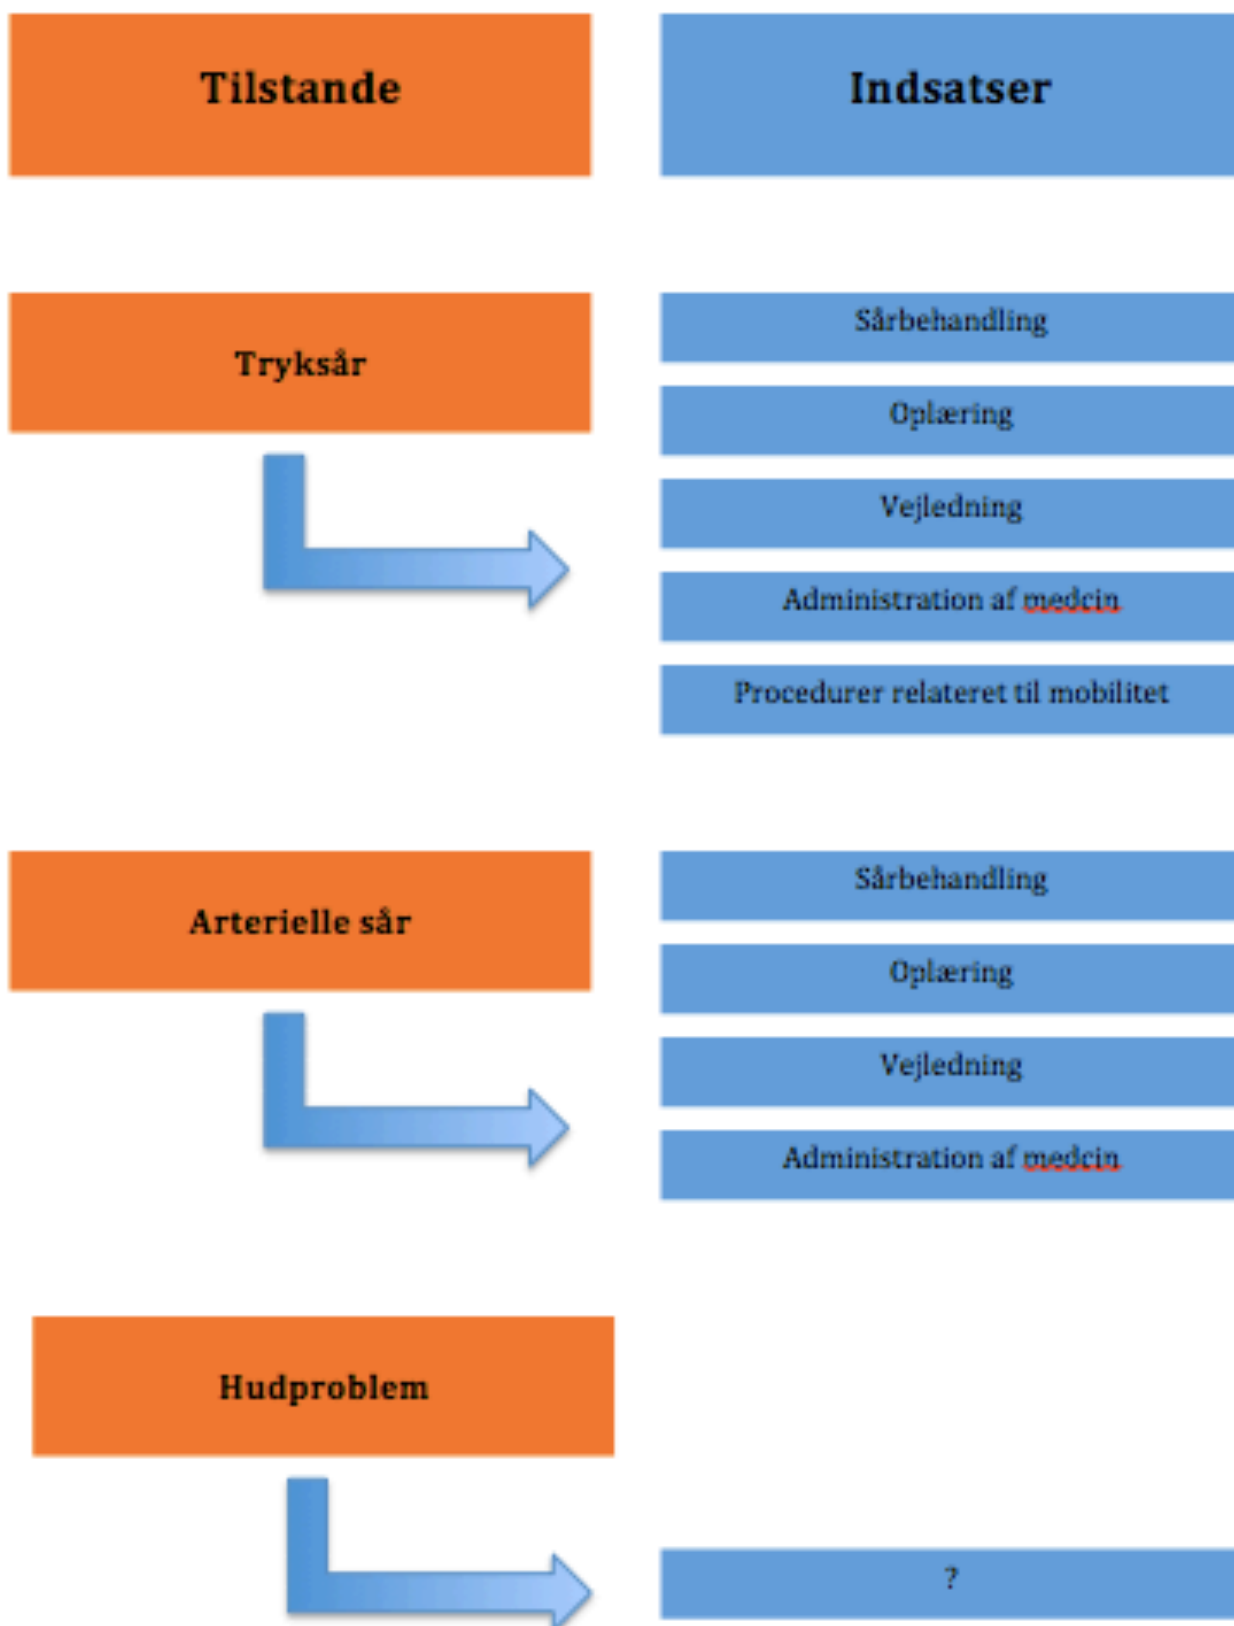 Tilstande
Indsatser
Tryksår
Sårbehandling
Oplæring
Vejledning
Administration af medcin
Procedurer relateret til mobilitet
Arterielle sår
Sårbehandling
Oplæring
Vejledning
Administration af medcin
Hudproblem
?